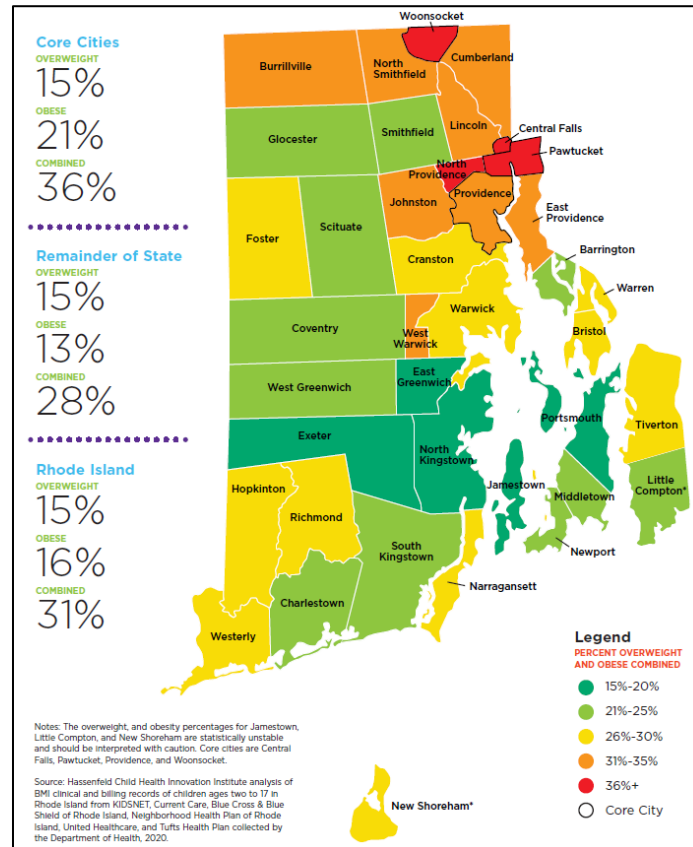 Core Cities
OVERWEIGHT
15%
OBESE
21%
COMBINED
36%
Remainder of State
OVERWEIGHT
15%
OBESE
13%
COMBINED
28%
Rhode Island
OVERWEIGHT
15%
OBESE
16%
COMBINED
31%
Woonsocket
Burrillville
North
Smithfield
Cumberland
Glocester
Smithfield
Lincoln
Central Falls
Pawtucket
North
Providence
Providence
Johnston
East
Providence
Foster
Scituate
Cranston
Barrington
Warren
Warwick
Bristol
Coventry
West
Warwick
West Greenwich
East
Greenwich
Portsmouth
Tiverton
Exeter
North
Kingstown
Jamestown
Middletown
Little
Compton*
Hopkinton
Richmond
South
Kingstown
Newport
Narragansett
Charlestown
Westerly
New Shoreham*
Legend
PERCENT OVERWEIGHT
AND OBESE COMBINED
15%-20%
21%-25%
26%-30%
31%-35%
36%+
Core City
Notes: The overweight, and obesity percentages for Jamestown,
Little Compton, and New Shoreham are statistically unstable
and should be interpreted with caution. Core cities are Central
Falls, Pawtucket, Providence, and Woonsocket.
Source: Hassenfeld Child Health Innovation Institute analysis of
BMI clinical and billing records of children ages two to 17 in
Rhode Island from KIDSNET, Current Care, Blue Cross & Blue
Shield of Rhode Island, Neighborhood Health Plan of Rhode
Island, United Healthcare, and Tufts Health Plan collected by
the Department of Health, 2020.